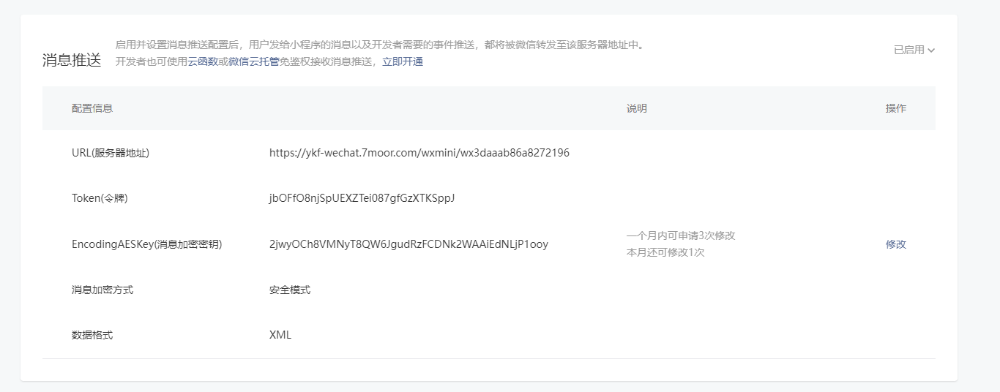 消息推送
启用并设置消息推送配置后，用户发给小程序的消息以及开发者需要的事件推送，都将被微信转发至该服务器地址中。
开发者也可使用云函数或微信云托管免鉴权接收消息推送，立即开通
已启用
配置信息 说明 操作
URL(服务器地址) https://ykf-wechat.7moor.com/wxmini/wx3daaab86a8272196
Token(令牌) jbOFfO8njSpUEXZTei087gfGzXTKSppJ
EncodingAESKey(消息加密密钥) 2jwyOCh8VMNyT8QW6JgudRzFCDNk2WAAiEdNLjP1ooy
一个月内可申请3次修改
本月还可修改1次
修改
消息加密方式 安全模式
数据格式 XML